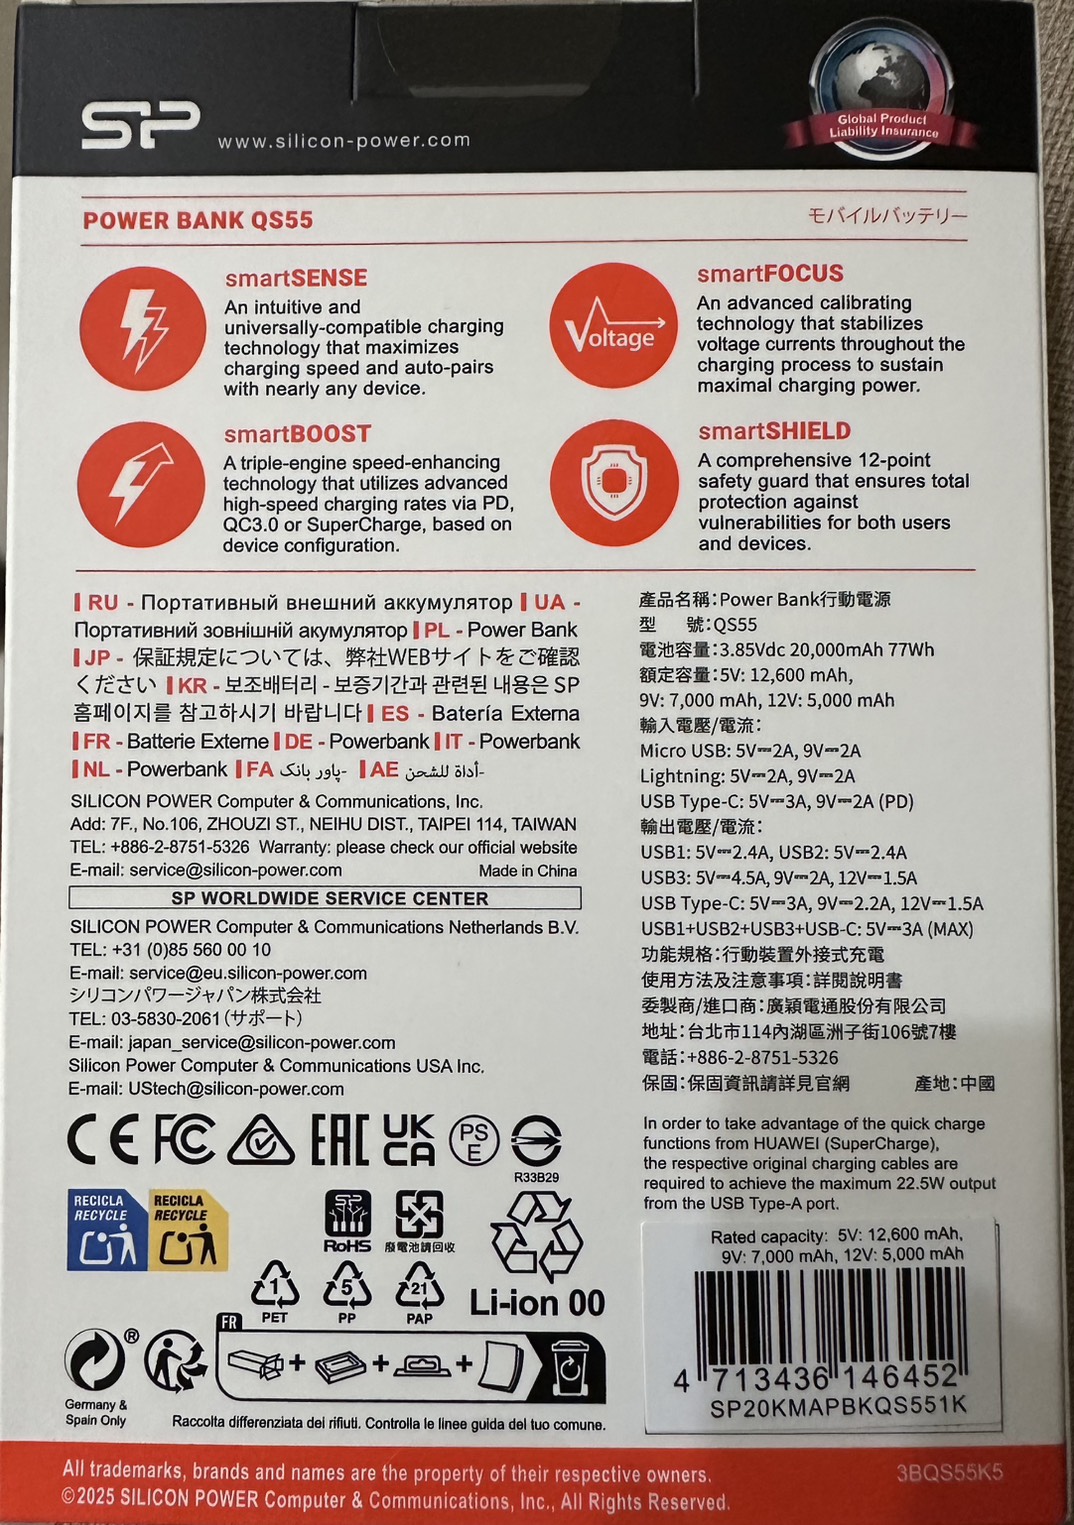 SP www.silicon-power.com
Global Product
Liability Insurance
POWER BANK QS55
モバイルバッテリー
smartSENSE
An intuitive and
universally-compatible charging
technology that maximizes
charging speed and auto-pairs
with nearly any device.
Voltage
smartFOCUS
An advanced calibrating
technology that stabilizes
voltage currents throughout the
charging process to sustain
maximal charging power.
smartBOOST
A triple-engine speed-enhancing
technology that utilizes advanced
high-speed charging rates via PD,
QC3.0 or SuperCharge, based on
device configuration.
smartSHIELD
A comprehensive 12-point
safety guard that ensures total
protection against
vulnerabilities for both users
and devices.
RU - Портативный внешний аккумулятор UA -
Портативний зовнішній акумулятор PL - Power Bank
JP - 保証規定については、弊社WEBサイトをご確認
ください KR - 보조배터리 - 보증기간과 관련된 내용은 SP
홈페이지를 참고하시기 바랍니다 ES - Batería Externa
FR - Batterie Externe DE - Powerbank IT - Powerbank
NL - Powerbank FA پاور بانک- AE أداة للشحن-
SILICON POWER Computer & Communications, Inc.
Add: 7F., No.106, ZHOUZI ST., NEIHU DIST., TAIPEI 114, TAIWAN
TEL: +886-2-8751-5326 Warranty: please check our official website
E-mail: service@silicon-power.com Made in China
SP WORLDWIDE SERVICE CENTER
SILICON POWER Computer & Communications Netherlands B.V.
TEL: +31 (0)85 560 00 10
E-mail: service@eu.silicon-power.com
シリコンパワージャパン株式会社
TEL: 03-5830-2061 (サポート)
E-mail: japan_service@silicon-power.com
Silicon Power Computer & Communications USA Inc.
E-mail: UStech@silicon-power.com
CE FC EAC UK
CA PS
E
R33B29
RECICLA
RECYCLE
RECICLA
RECYCLE
SP
RoHS
廢電池請回收
Li-ion 00
1
PET
5
PP
21
PAP
FR
®
Germany &
Spain Only
+ + +
Raccolta differenziata dei rifiuti. Controlla le linee guida del tuo comune.
產品名稱:Power Bank行動電源
型 號:QS55
電池容量:3.85Vdc 20,000mAh 77Wh
額定容量:5V: 12,600 mAh,
9V: 7,000 mAh, 12V: 5,000 mAh
輸入電壓/電流:
Micro USB: 5V⎓2A, 9V⎓2A
Lightning: 5V⎓2A, 9V⎓2A
USB Type-C: 5V⎓3A, 9V⎓2A (PD)
輸出電壓/電流:
USB1: 5V⎓2.4A, USB2: 5V⎓2.4A
USB3: 5V⎓4.5A, 9V⎓2A, 12V⎓1.5A
USB Type-C: 5V⎓3A, 9V⎓2.2A, 12V⎓1.5A
USB1+USB2+USB3+USB-C: 5V⎓3A (MAX)
功能規格:行動裝置外接式充電
使用方法及注意事項:詳閱說明書
委製商/進口商:廣穎電通股份有限公司
地址:台北市114內湖區洲子街106號7樓
電話:+886-2-8751-5326
保固:保固資訊請詳見官網 產地:中國
In order to take advantage of the quick charge
functions from HUAWEI (SuperCharge),
the respective original charging cables are
required to achieve the maximum 22.5W output
from the USB Type-A port.
Rated capacity: 5V: 12,600 mAh,
9V: 7,000 mAh, 12V: 5,000 mAh
4 713436 146452
SP20KMAPBKQS551K
All trademarks, brands and names are the property of their respective owners.
©2025 SILICON POWER Computer & Communications, Inc., All Rights Reserved.
3BQS55K5